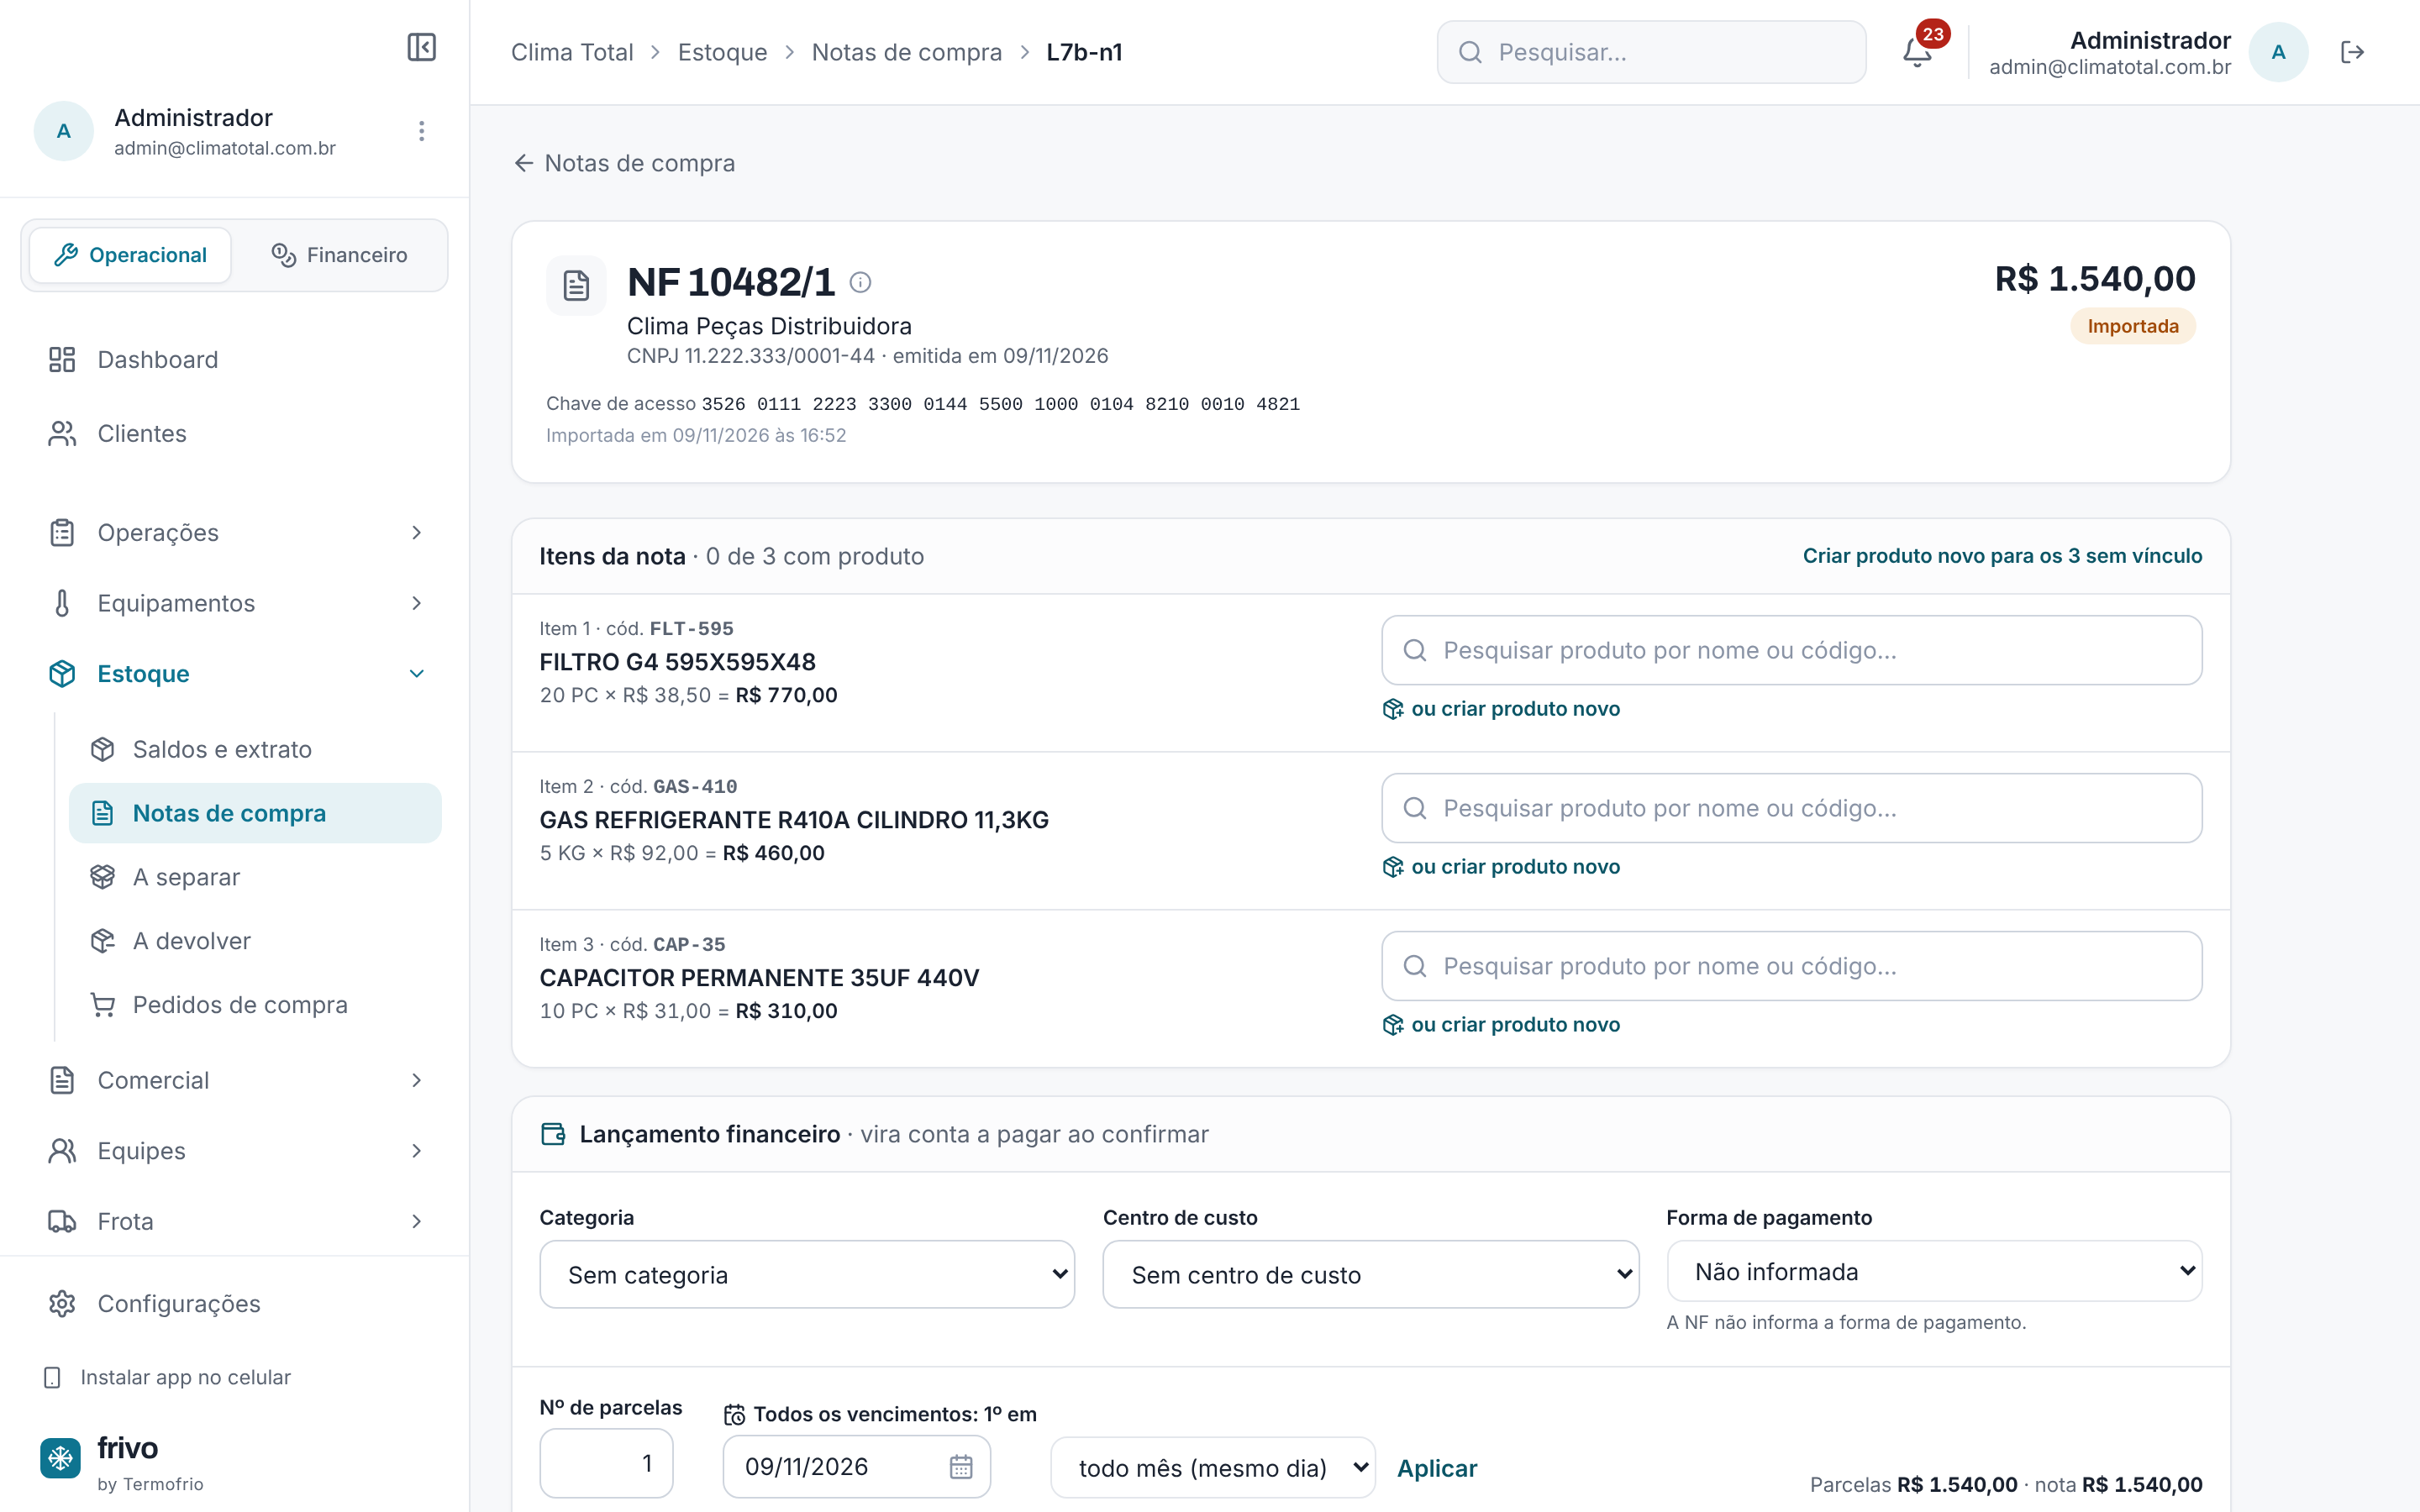 Clima Total > Estoque > Notas de compra > L7b-n1
Pesquisar...
23
Administrador
admin@climatotal.com.br
A
A
Administrador
admin@climatotal.com.br
Operacional
Financeiro
Dashboard
Clientes
Operações
Equipamentos
Estoque
Saldos e extrato
Notas de compra
A separar
A devolver
Pedidos de compra
Comercial
Equipes
Frota
Configurações
Instalar app no celular
frivo
by Termofrio
← Notas de compra
NF 10482/1
R$ 1.540,00
Clima Peças Distribuidora
Importada
CNPJ 11.222.333/0001-44 · emitida em 09/11/2026
Chave de acesso 3526 0111 2223 3300 0144 5500 1000 0104 8210 0010 4821
Importada em 09/11/2026 às 16:52
Itens da nota · 0 de 3 com produto
Criar produto novo para os 3 sem vínculo
Item 1 · cód. FLT-595
FILTRO G4 595X595X48
20 PC × R$ 38,50 = R$ 770,00
Pesquisar produto por nome ou código...
ou criar produto novo
Item 2 · cód. GAS-410
GAS REFRIGERANTE R410A CILINDRO 11,3KG
5 KG × R$ 92,00 = R$ 460,00
Pesquisar produto por nome ou código...
ou criar produto novo
Item 3 · cód. CAP-35
CAPACITOR PERMANENTE 35UF 440V
10 PC × R$ 31,00 = R$ 310,00
Pesquisar produto por nome ou código...
ou criar produto novo
Lançamento financeiro · vira conta a pagar ao confirmar
Categoria
Sem categoria
Centro de custo
Sem centro de custo
Forma de pagamento
Não informada
A NF não informa a forma de pagamento.
Nº de parcelas
1
Todos os vencimentos: 1º em
09/11/2026
todo mês (mesmo dia)
Aplicar
Parcelas R$ 1.540,00 · nota R$ 1.540,00